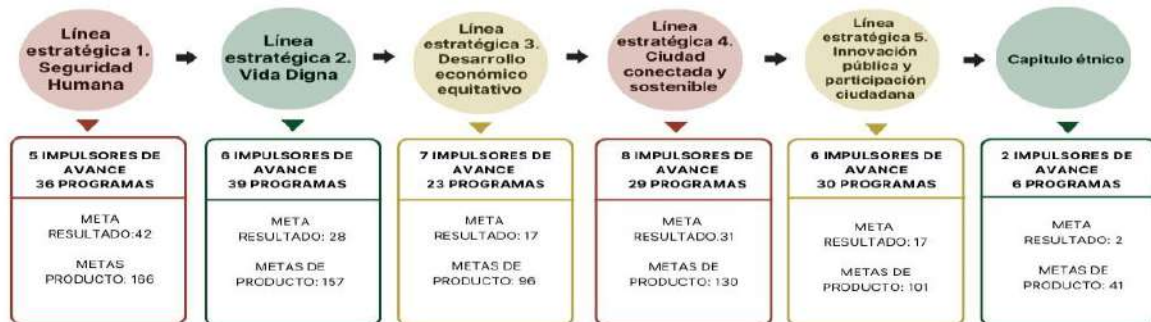 Línea
estratégica 1.
Seguridad
Humana
Línea
estratégica 2.
Vida Digna
Línea
estratégica 3.
Desarrollo
económico
equitativo
Línea
estratégica 4.
Ciudad
conectada y
sostenible
Línea
estratégica 5.
Innovación
pública y
participación
ciudadana
Capitulo étnico
5 IMPULSORES DE
AVANCE
36 PROGRAMAS
META
RESULTADO:42
METAS
PRODUCTO: 166
6 IMPULSORES DE
AVANCE
39 PROGRAMAS
META
RESULTADO: 28
METAS DE
PRODUCTO: 157
7 IMPULSORES DE
AVANCE
23 PROGRAMAS
META
RESULTADO: 17
METAS DE
PRODUCTO: 96
8 IMPULSORES DE
AVANCE
29 PROGRAMAS
META
RESULTADO.31
METAS DE
PRODUCTO: 130
6 IMPULSORES DE
AVANCE
30 PROGRAMAS
META
RESULTADO: 17
METAS DE
PRODUCTO: 101
2 IMPULSORES DE
AVANCE
6 PROGRAMAS
META
RESULTADO: 2
METAS DE
PRODUCTO: 41